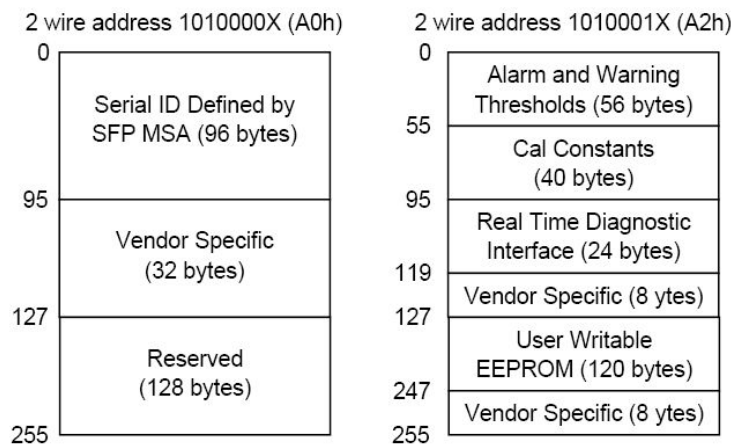 2 wire address 1010000X (A0h)
0
Serial ID Defined by
SFP MSA (96 bytes)
95
Vendor Specific
(32 bytes)
127
Reserved
(128 bytes)
255
2 wire address 1010001X (A2h)
0
Alarm and Warning
Thresholds (56 bytes)
55
Cal Constants
(40 bytes)
95
Real Time Diagnostic
Interface (24 bytes)
119
Vendor Specific (8 ytes)
127
User Writable
EEPROM (120 bytes)
247
Vendor Specific (8 ytes)
255